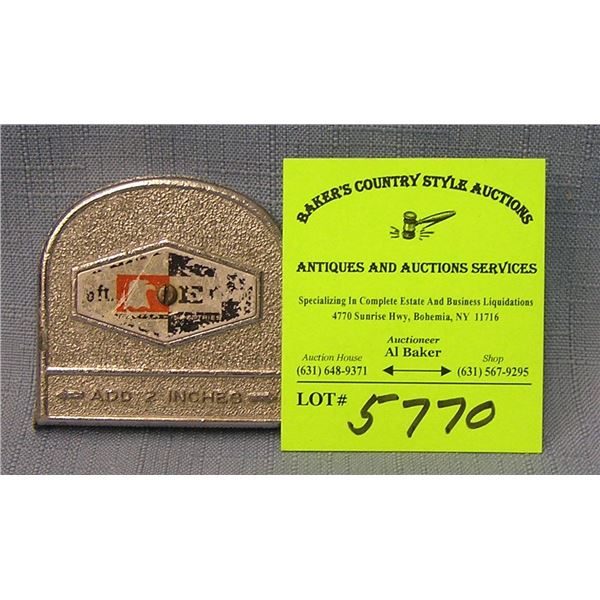 8ft.
ADD 2 INCHES
BAKER'S COUNTRY STYLE AUCTIONS
ANTIQUES AND AUCTIONS SERVICES
Specializing In Complete Estate And Business Liquidations
4770 Sunrise Hwy, Bohemia, NY 11716
Auctioneer
Al Baker
Auction House
(631) 648-9371
Shop
(631) 567-9295
LOT# 5770